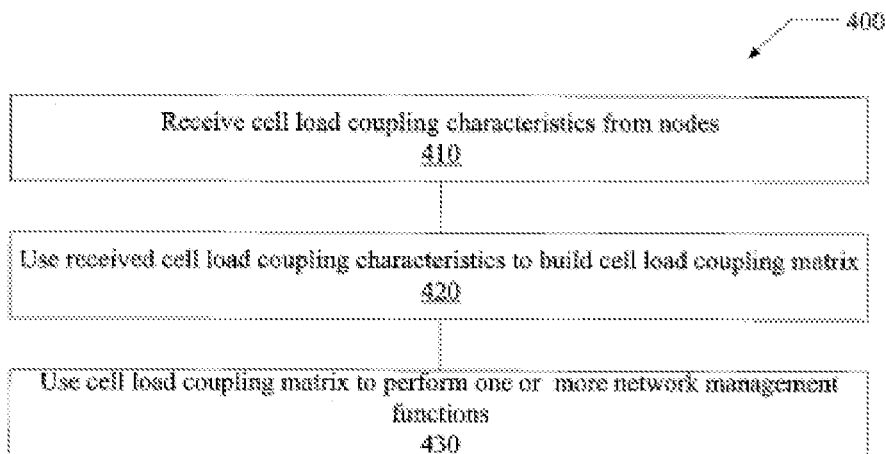 400
Receive cell load coupling characteristics from nodes
410
Use received cell load coupling characteristics to build cell load coupling matrix
420
Use cell load coupling matrix to perform one or more network management
functions
430